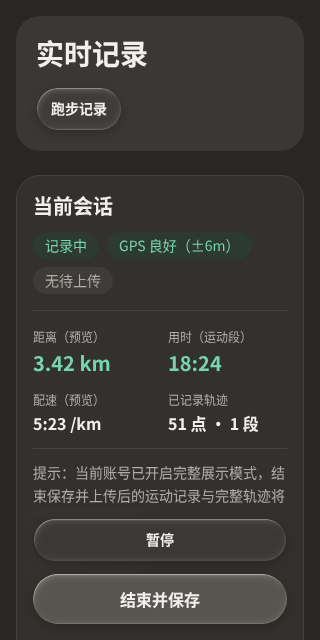 实时记录
跑步记录
当前会话
记录中
GPS 良好（±6m）
无待上传
距离（预览）
用时（运动段）
3.42 km
18:24
配速（预览）
已记录轨迹
5:23 /km
51 点 · 1 段
提示：当前账号已开启完整展示模式，结
束保存并上传后的运动记录与完整轨迹将
暂停
结束并保存